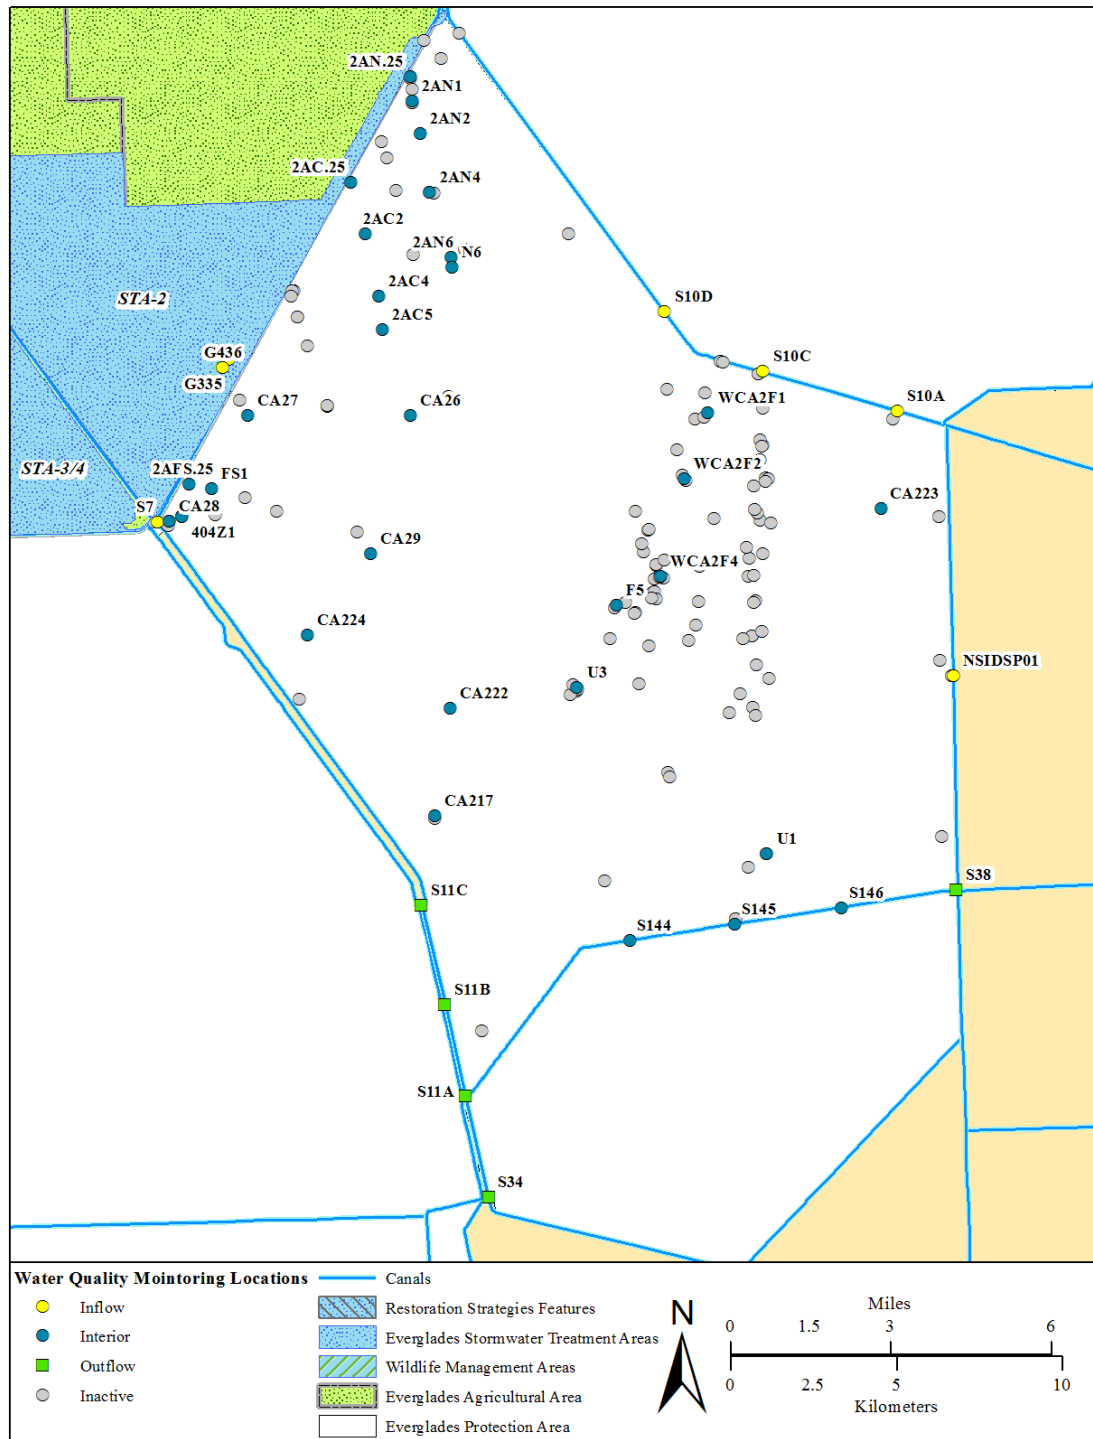 2AN.25
2AN1
2AN2
2AC.25
2AN4
2AC2
2AN6
N6
2AC4
STA-2
S10D
2AC5
G436
S10C
G335
CA27
CA26
WCA2F1
S10A
STA-3/4
2AFS.25
FS1
WCA2F2
CA223
S7
CA28
404Z1
CA29
WCA2F4
F5
CA224
NSIDSP01
U3
CA222
CA217
U1
S38
S11C
S146
S145
S144
S11B
S11A
S34
Water Quality Mointoring Locations
Inflow
Interior
Outflow
Inactive
Canals
Restoration Strategies Features
Everglades Stormwater Treatment Areas
Wildlife Management Areas
Everglades Agricultural Area
Everglades Protection Area
N
Miles
0 1.5 3 6
0 2.5 5 10
Kilometers